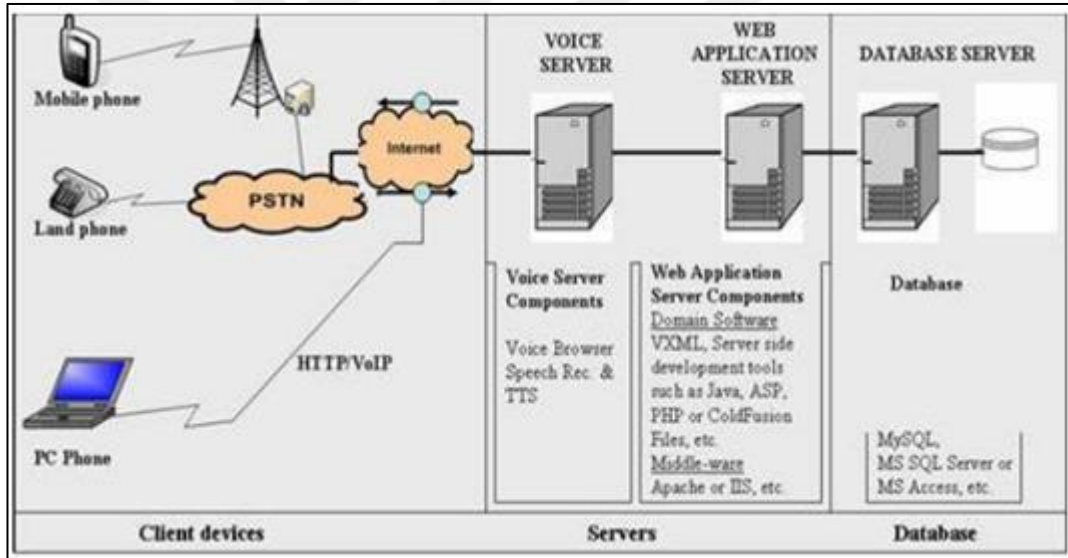 Mobile phone
Land phone
PC Phone
PSTN
Internet
HTTP/VoIP
VOICE
SERVER
WEB
APPLICATION
SERVER
DATABASE SERVER
Voice Server
Components
Voice Browser
Speech Rec. &
TTS
Web Application
Server Components
Domain Software
VXML, Server side
development tools
such as Java, ASP,
PHP or ColdFusion
Files, etc.
Middle-ware
Apache or IIS, etc.
Database
MySQL,
MS SQL Server or
MS Access, etc.
Client devices
Servers
Database